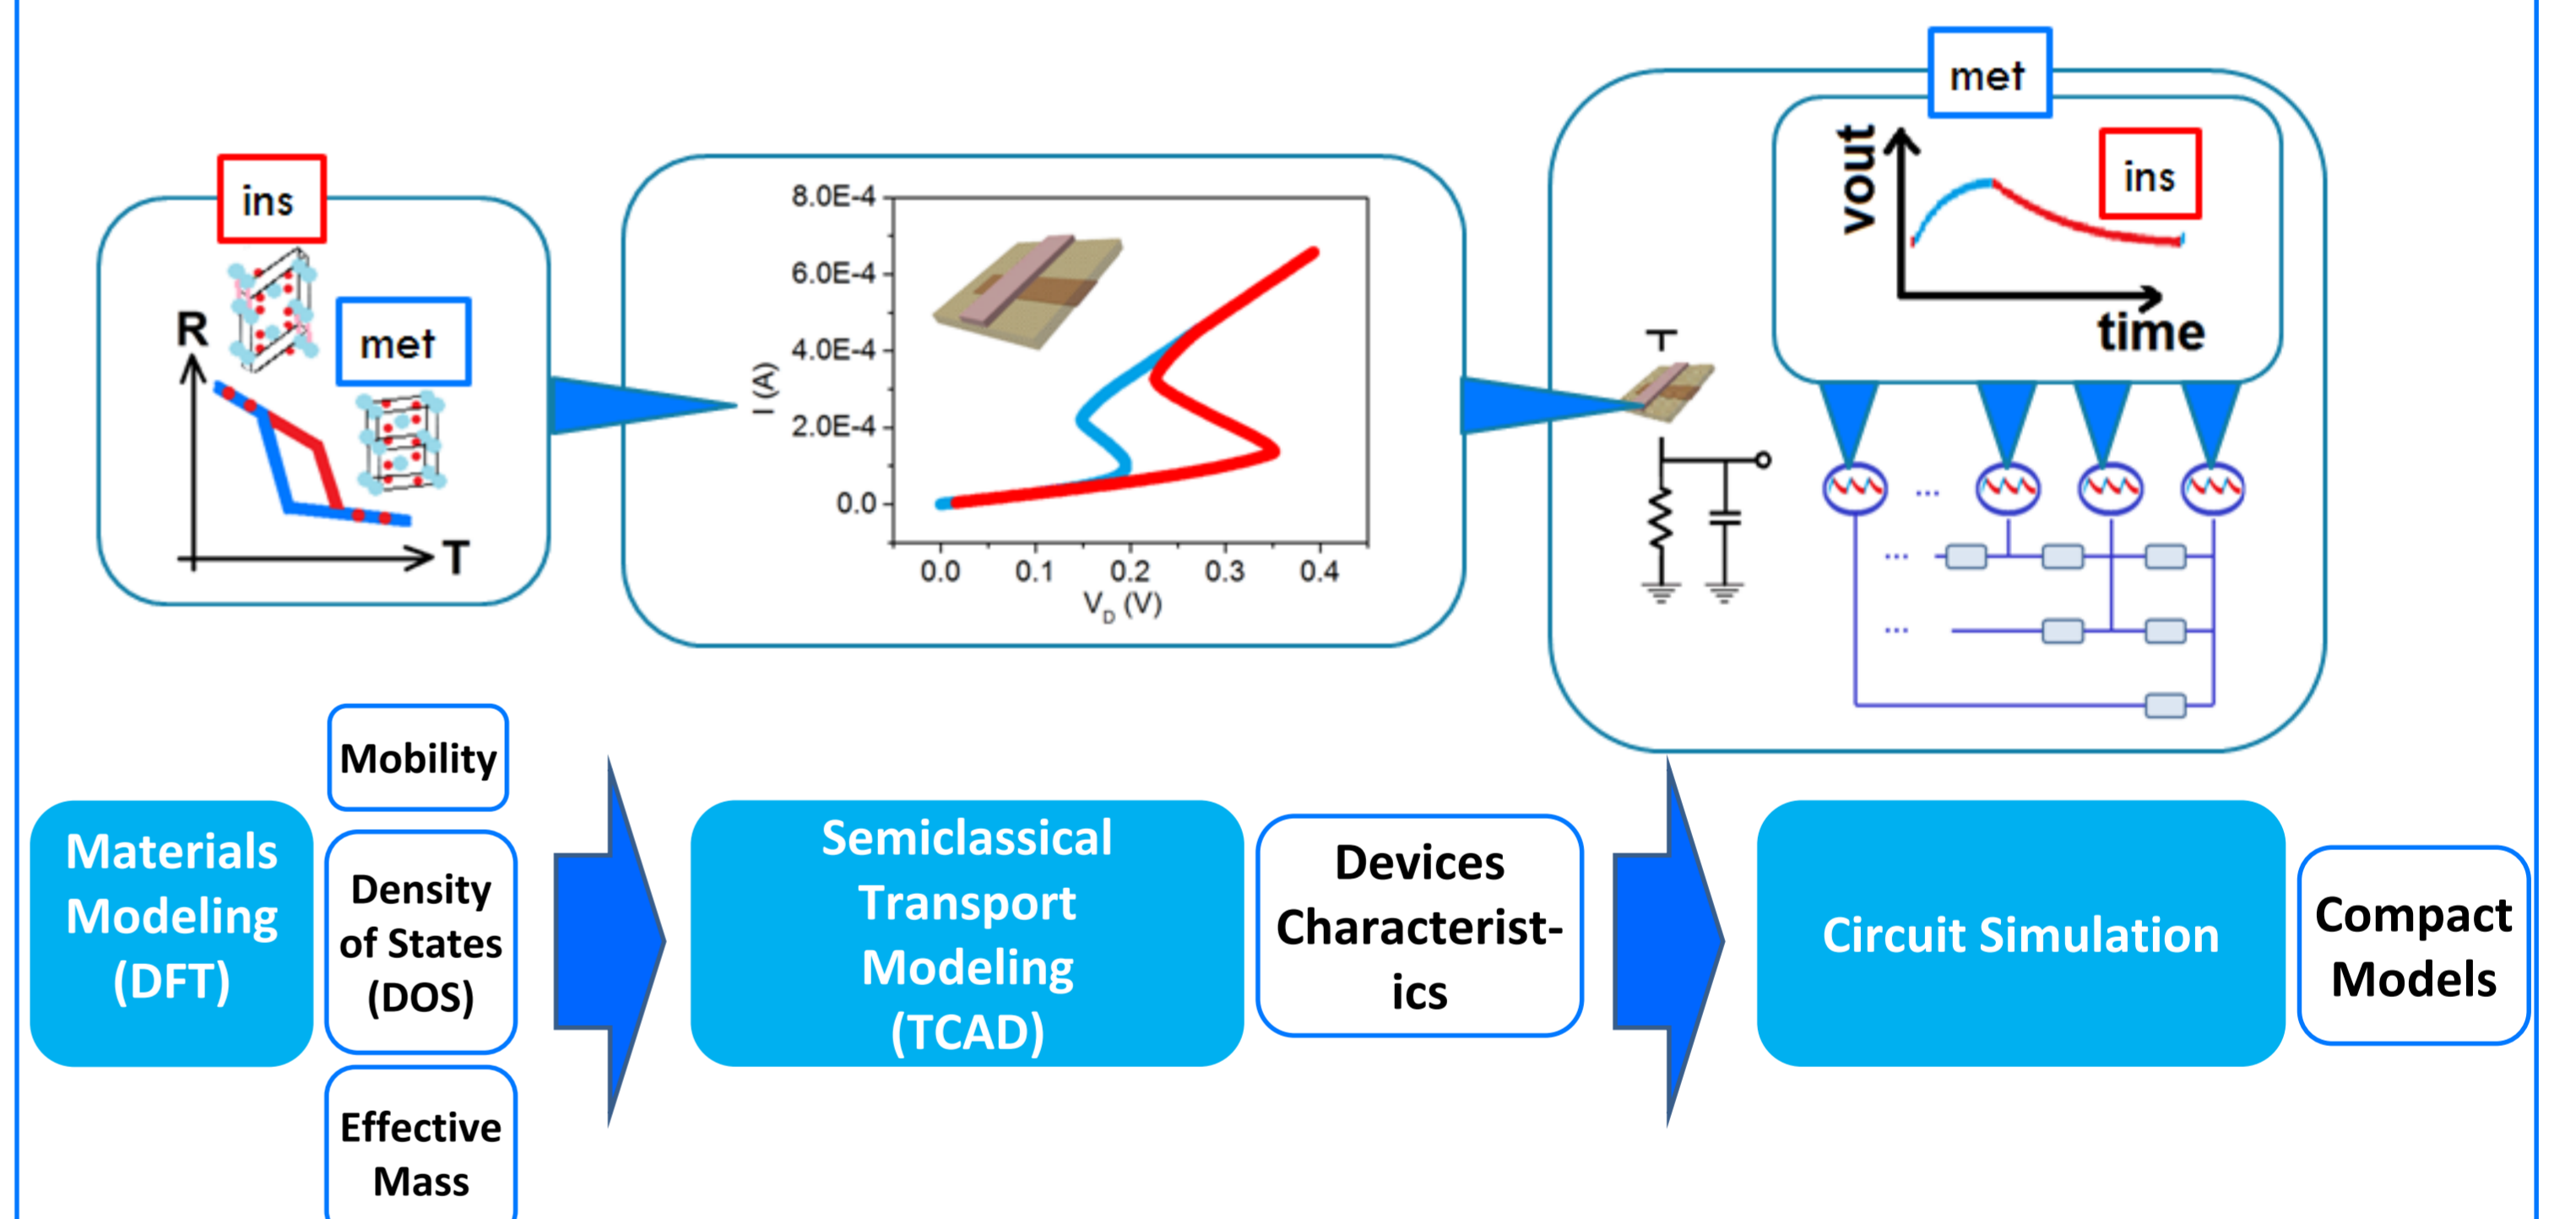 ins
met
R
T
8.0E-4
6.0E-4
4.0E-4
2.0E-4
0.0
I (A)
0.0 0.1 0.2 0.3 0.4
V_D (V)
met
ins
vout
time
...
...
...
Mobility
Materials
Modeling
(DFT)
Density
of States
(DOS)
Effective
Mass
Semiclassical
Transport
Modeling
(TCAD)
Devices
Characterist-
ics
Circuit Simulation
Compact
Models